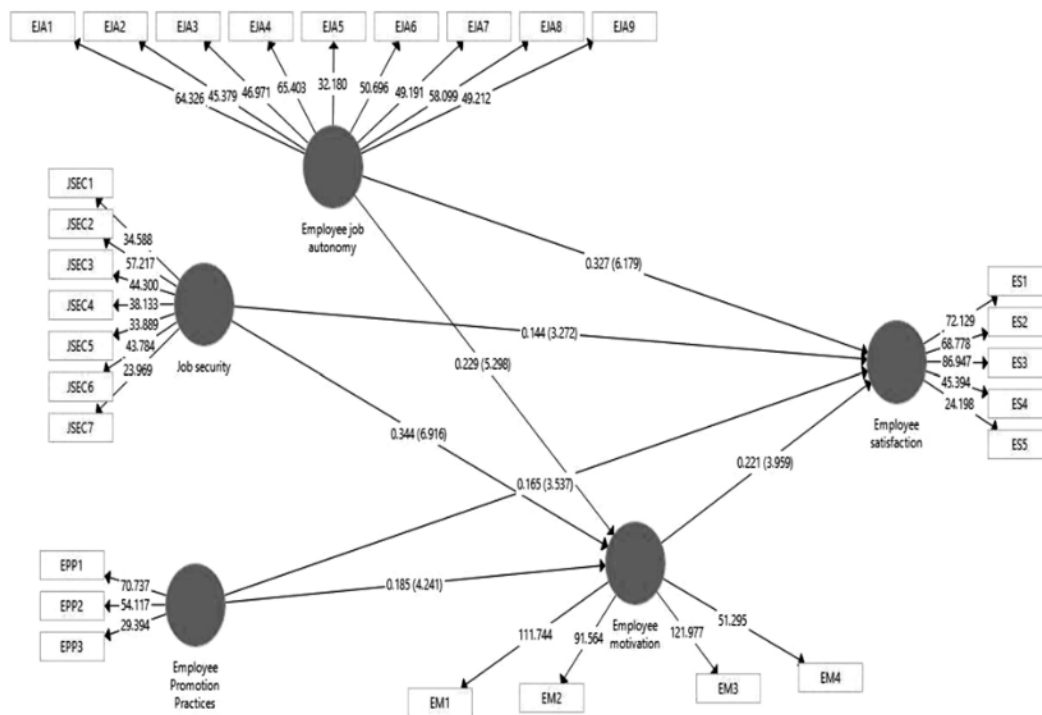 EJA1 EJA2 EJA3 EJA4 EJA5 EJA6 EJA7 EJA8 EJA9
64.326 45.379 46.971 65.403 32.180 50.696 49.191 58.099 49.212
Employee job
autonomy
JSEC1
JSEC2
JSEC3
JSEC4
JSEC5
JSEC6
JSEC7
34.588
57.217
44.300
38.133
33.889
43.784
23.969
Job security
0.327 (6.179)
0.144 (3.272)
0.229 (5.298)
0.344 (6.916)
0.165 (3.537)
0.221 (3.959)
0.185 (4.241)
ES1
ES2
ES3
ES4
ES5
72.129
68.778
86.947
45.394
24.198
Employee
satisfaction
EPP1
EPP2
EPP3
70.737
54.117
29.394
Employee
Promotion
Practices
Employee
motivation
111.744 91.564 121.977 51.295
EM1 EM2 EM3 EM4